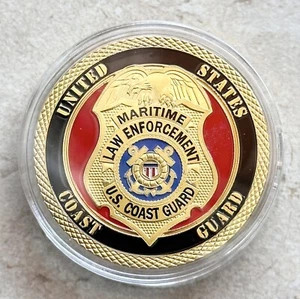 UNITED STATES
MARITIME
LAW ENFORCEMENT
U.S. COAST GUARD
COAST GUARD